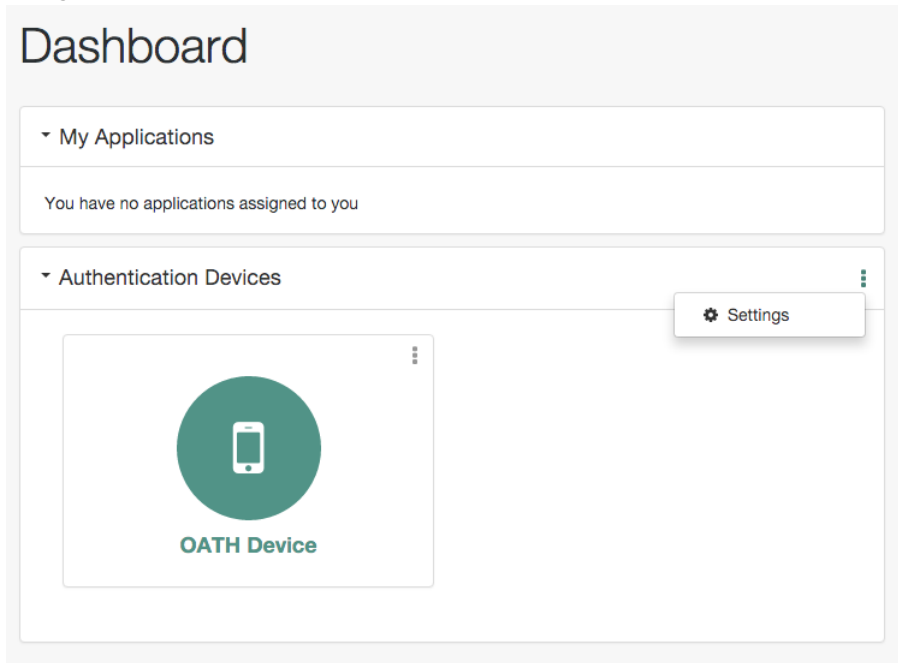 Dashboard
My Applications
You have no applications assigned to you
Authentication Devices
Settings
OATH Device